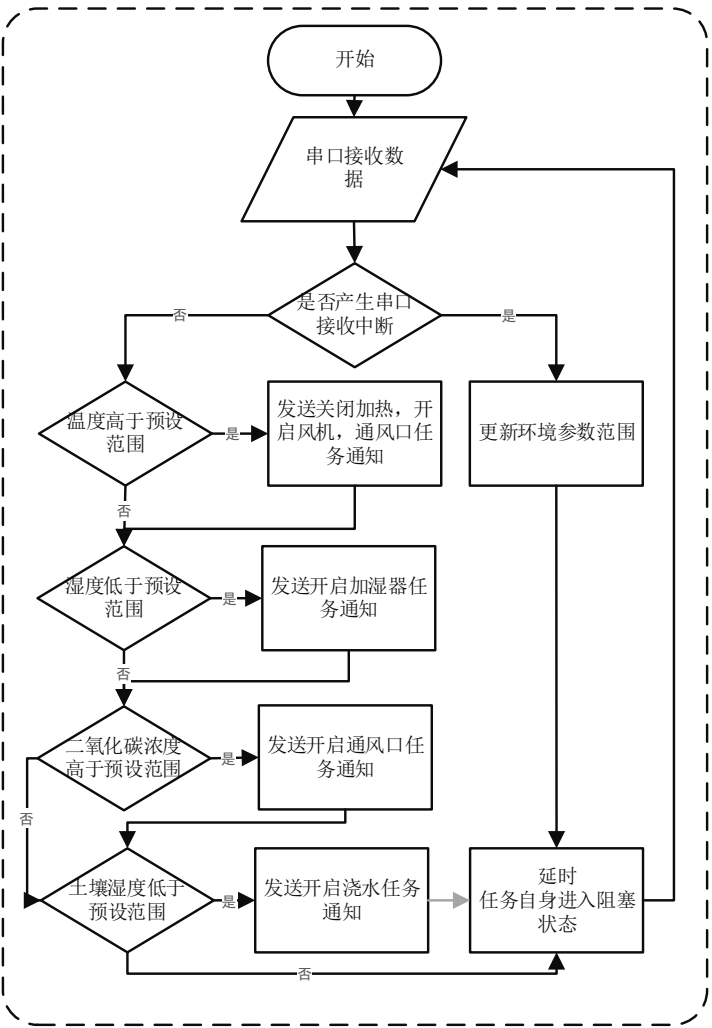 开始
串口接收数
据
是否产生串口
接收中断
否
是
温度高于预设
范围
是
发送关闭加热，开
启风机，通风口任
务通知
更新环境参数范围
否
湿度低于预设
范围
是
发送开启加湿器任
务通知
否
二氧化碳浓度
高于预设范围
是
发送开启通风口任
务通知
否
土壤湿度低于
预设范围
是
发送开启浇水任务
通知
延时
任务自身进入阻塞
状态
否